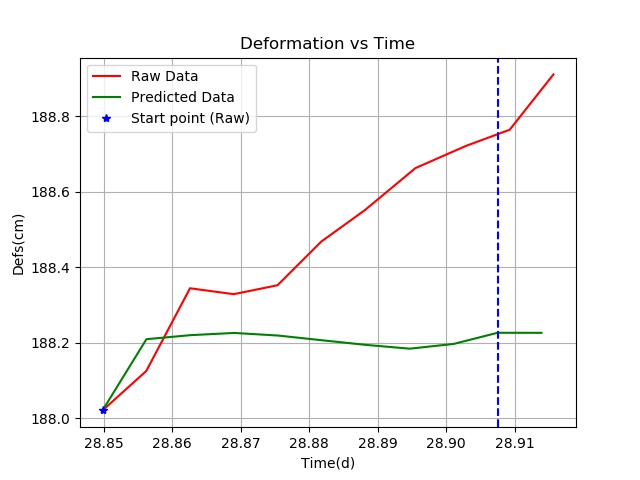 Deformation vs Time
Raw Data
Predicted Data
Start point (Raw)
Defs(cm)
188.8
188.6
188.4
188.2
188.0
28.85 28.86 28.87 28.88 28.89 28.90 28.91
Time(d)